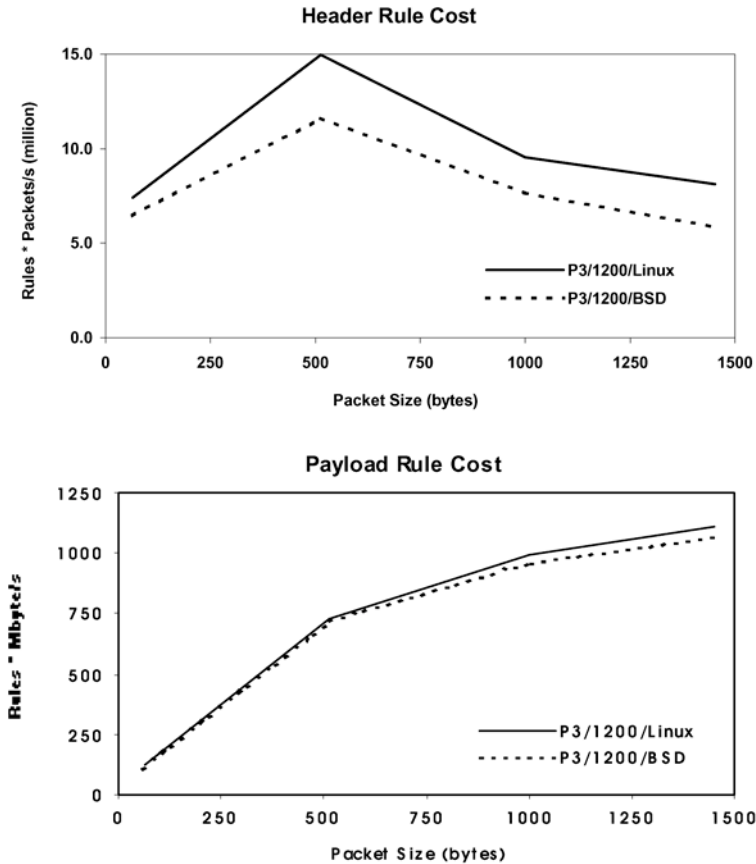 Header Rule Cost
15.0
10.0
5.0
0.0
Rules * Packets/s (million)
P3/1200/Linux
P3/1200/BSD
0 250 500 750 1000 1250 1500
Packet Size (bytes)
Payload Rule Cost
1250
1000
750
500
250
0
Rules * Mbyte/s
P3/1200/Linux
P3/1200/BSD
0 250 500 750 1000 1250 1500
Packet Size (bytes)